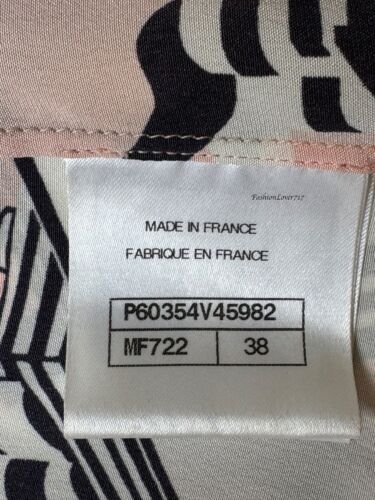 FashionLover717
MADE IN FRANCE
FABRIQUE EN FRANCE
P60354V45982
MF722 38